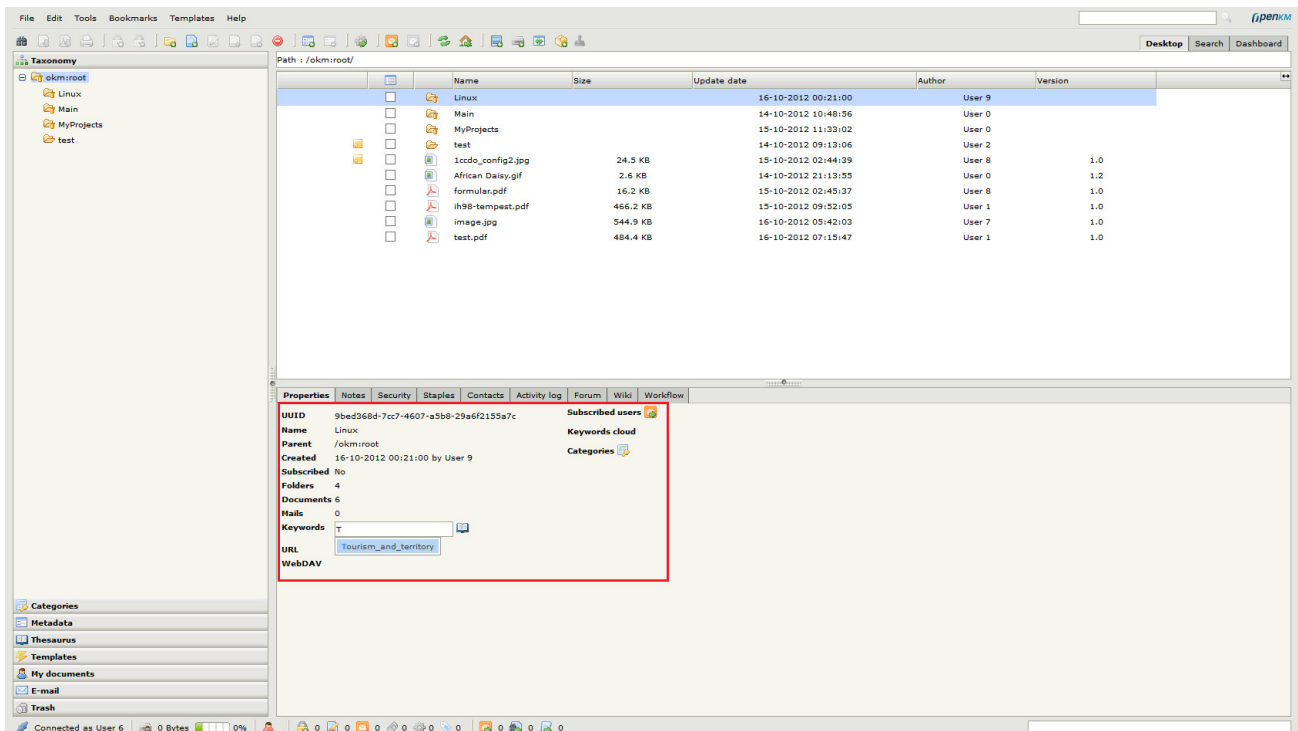 File Edit Tools Bookmarks Templates Help
OpenKM
Desktop Search Dashboard
Taxonomy
Path : /okm:root/
okm:root
Linux
Main
MyProjects
test
Name Size Update date Author Version
Linux 16-10-2012 00:21:00 User 9
Main 14-10-2012 10:48:56 User 0
MyProjects 15-10-2012 11:33:02 User 0
test 14-10-2012 09:13:06 User 2
1ccdo_config2.jpg 24.5 KB 15-10-2012 02:44:39 User 8 1.0
African Daisy.gif 2.6 KB 14-10-2012 21:13:55 User 0 1.2
formular.pdf 16.2 KB 15-10-2012 02:45:37 User 8 1.0
ih98-tempest.pdf 466.2 KB 15-10-2012 09:52:05 User 1 1.0
image.jpg 544.9 KB 16-10-2012 05:42:03 User 7 1.0
test.pdf 484.4 KB 16-10-2012 07:15:47 User 1 1.0
Properties Notes Security Staples Contacts Activity log Forum Wiki Workflow
UUID 9bed368d-7cc7-4607-a5b8-29a6f2155a7c
Name Linux
Parent /okm:root
Created 16-10-2012 00:21:00 by User 9
Subscribed No
Folders 4
Documents 6
Mails 0
Keywords T
Tourism_and_territory
URL
WebDAV
Subscribed users
Keywords cloud
Categories
Categories
Metadata
Thesaurus
Templates
My documents
E-mail
Trash
Connected as User 6 0 Bytes 0% 0 0 0 0 0 0 0 0 0